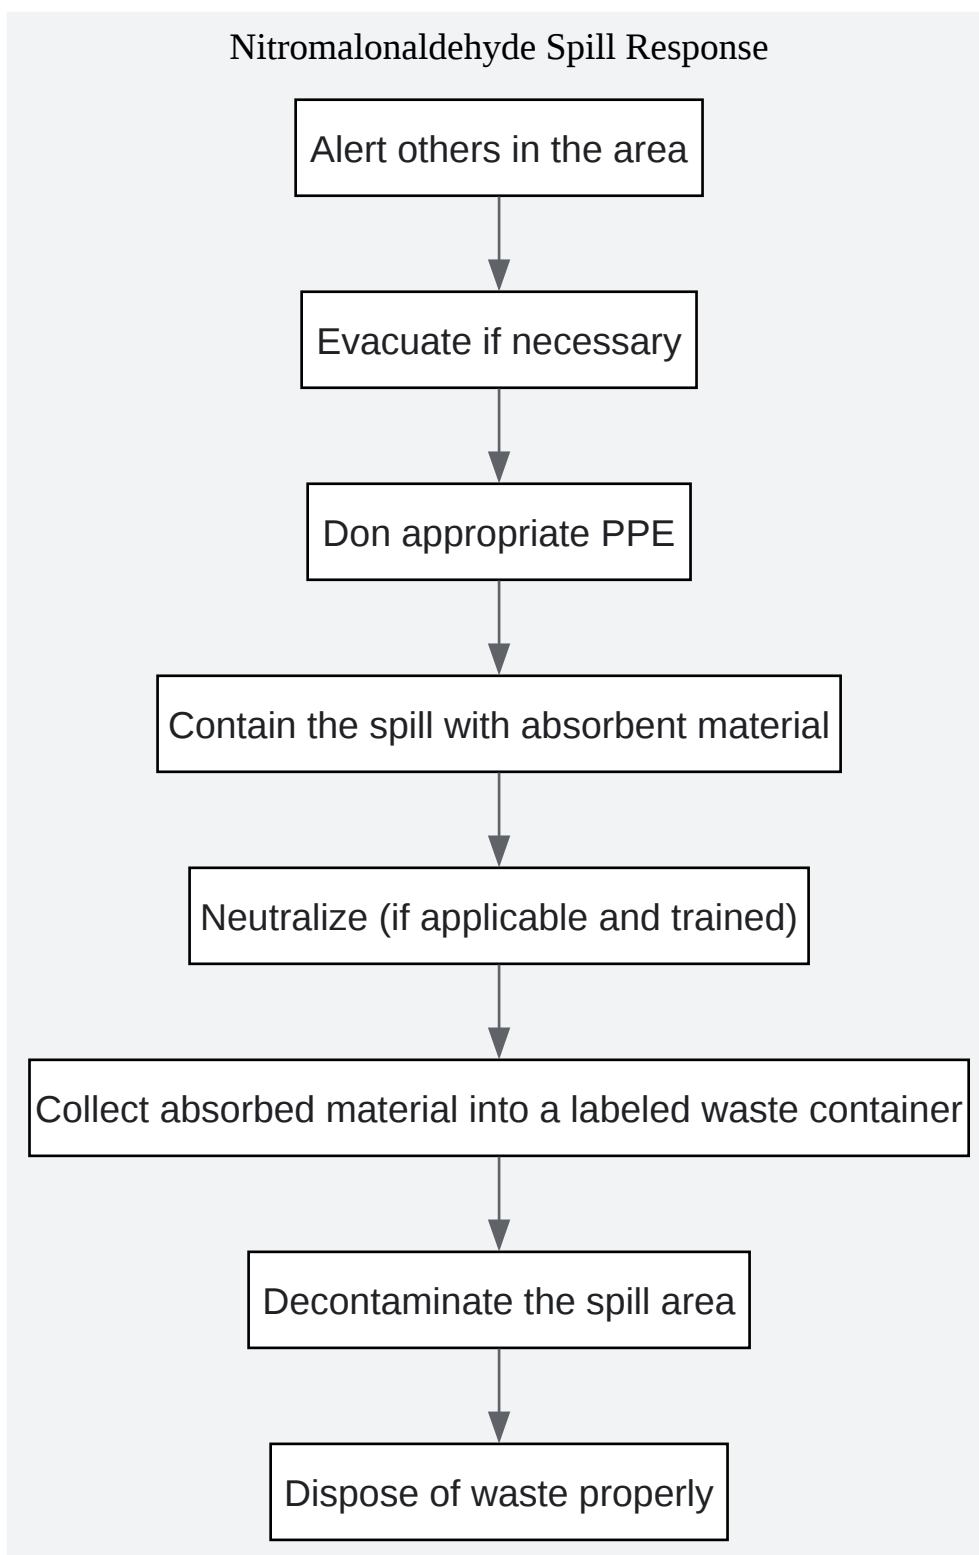 Nitromalonaldehyde Spill Response
Alert others in the area
Evacuate if necessary
Don appropriate PPE
Contain the spill with absorbent material
Neutralize (if applicable and trained)
Collect absorbed material into a labeled waste container
Decontaminate the spill area
Dispose of waste properly